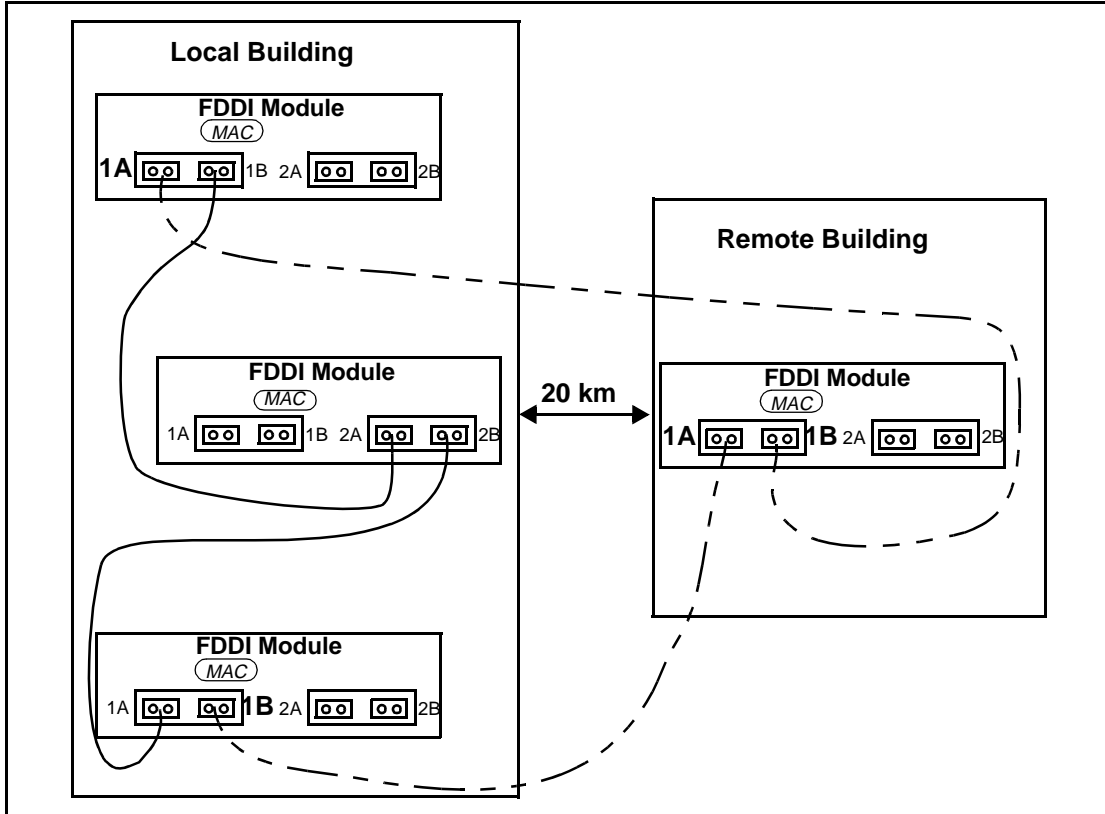 Local Building
FDDI Module
MAC
1A 1B 2A 2B
Remote Building
FDDI Module
MAC
1A 1B 2A 2B
20 km
FDDI Module
MAC
1A 1B 2A 2B
FDDI Module
MAC
1A 1B 2A 2B